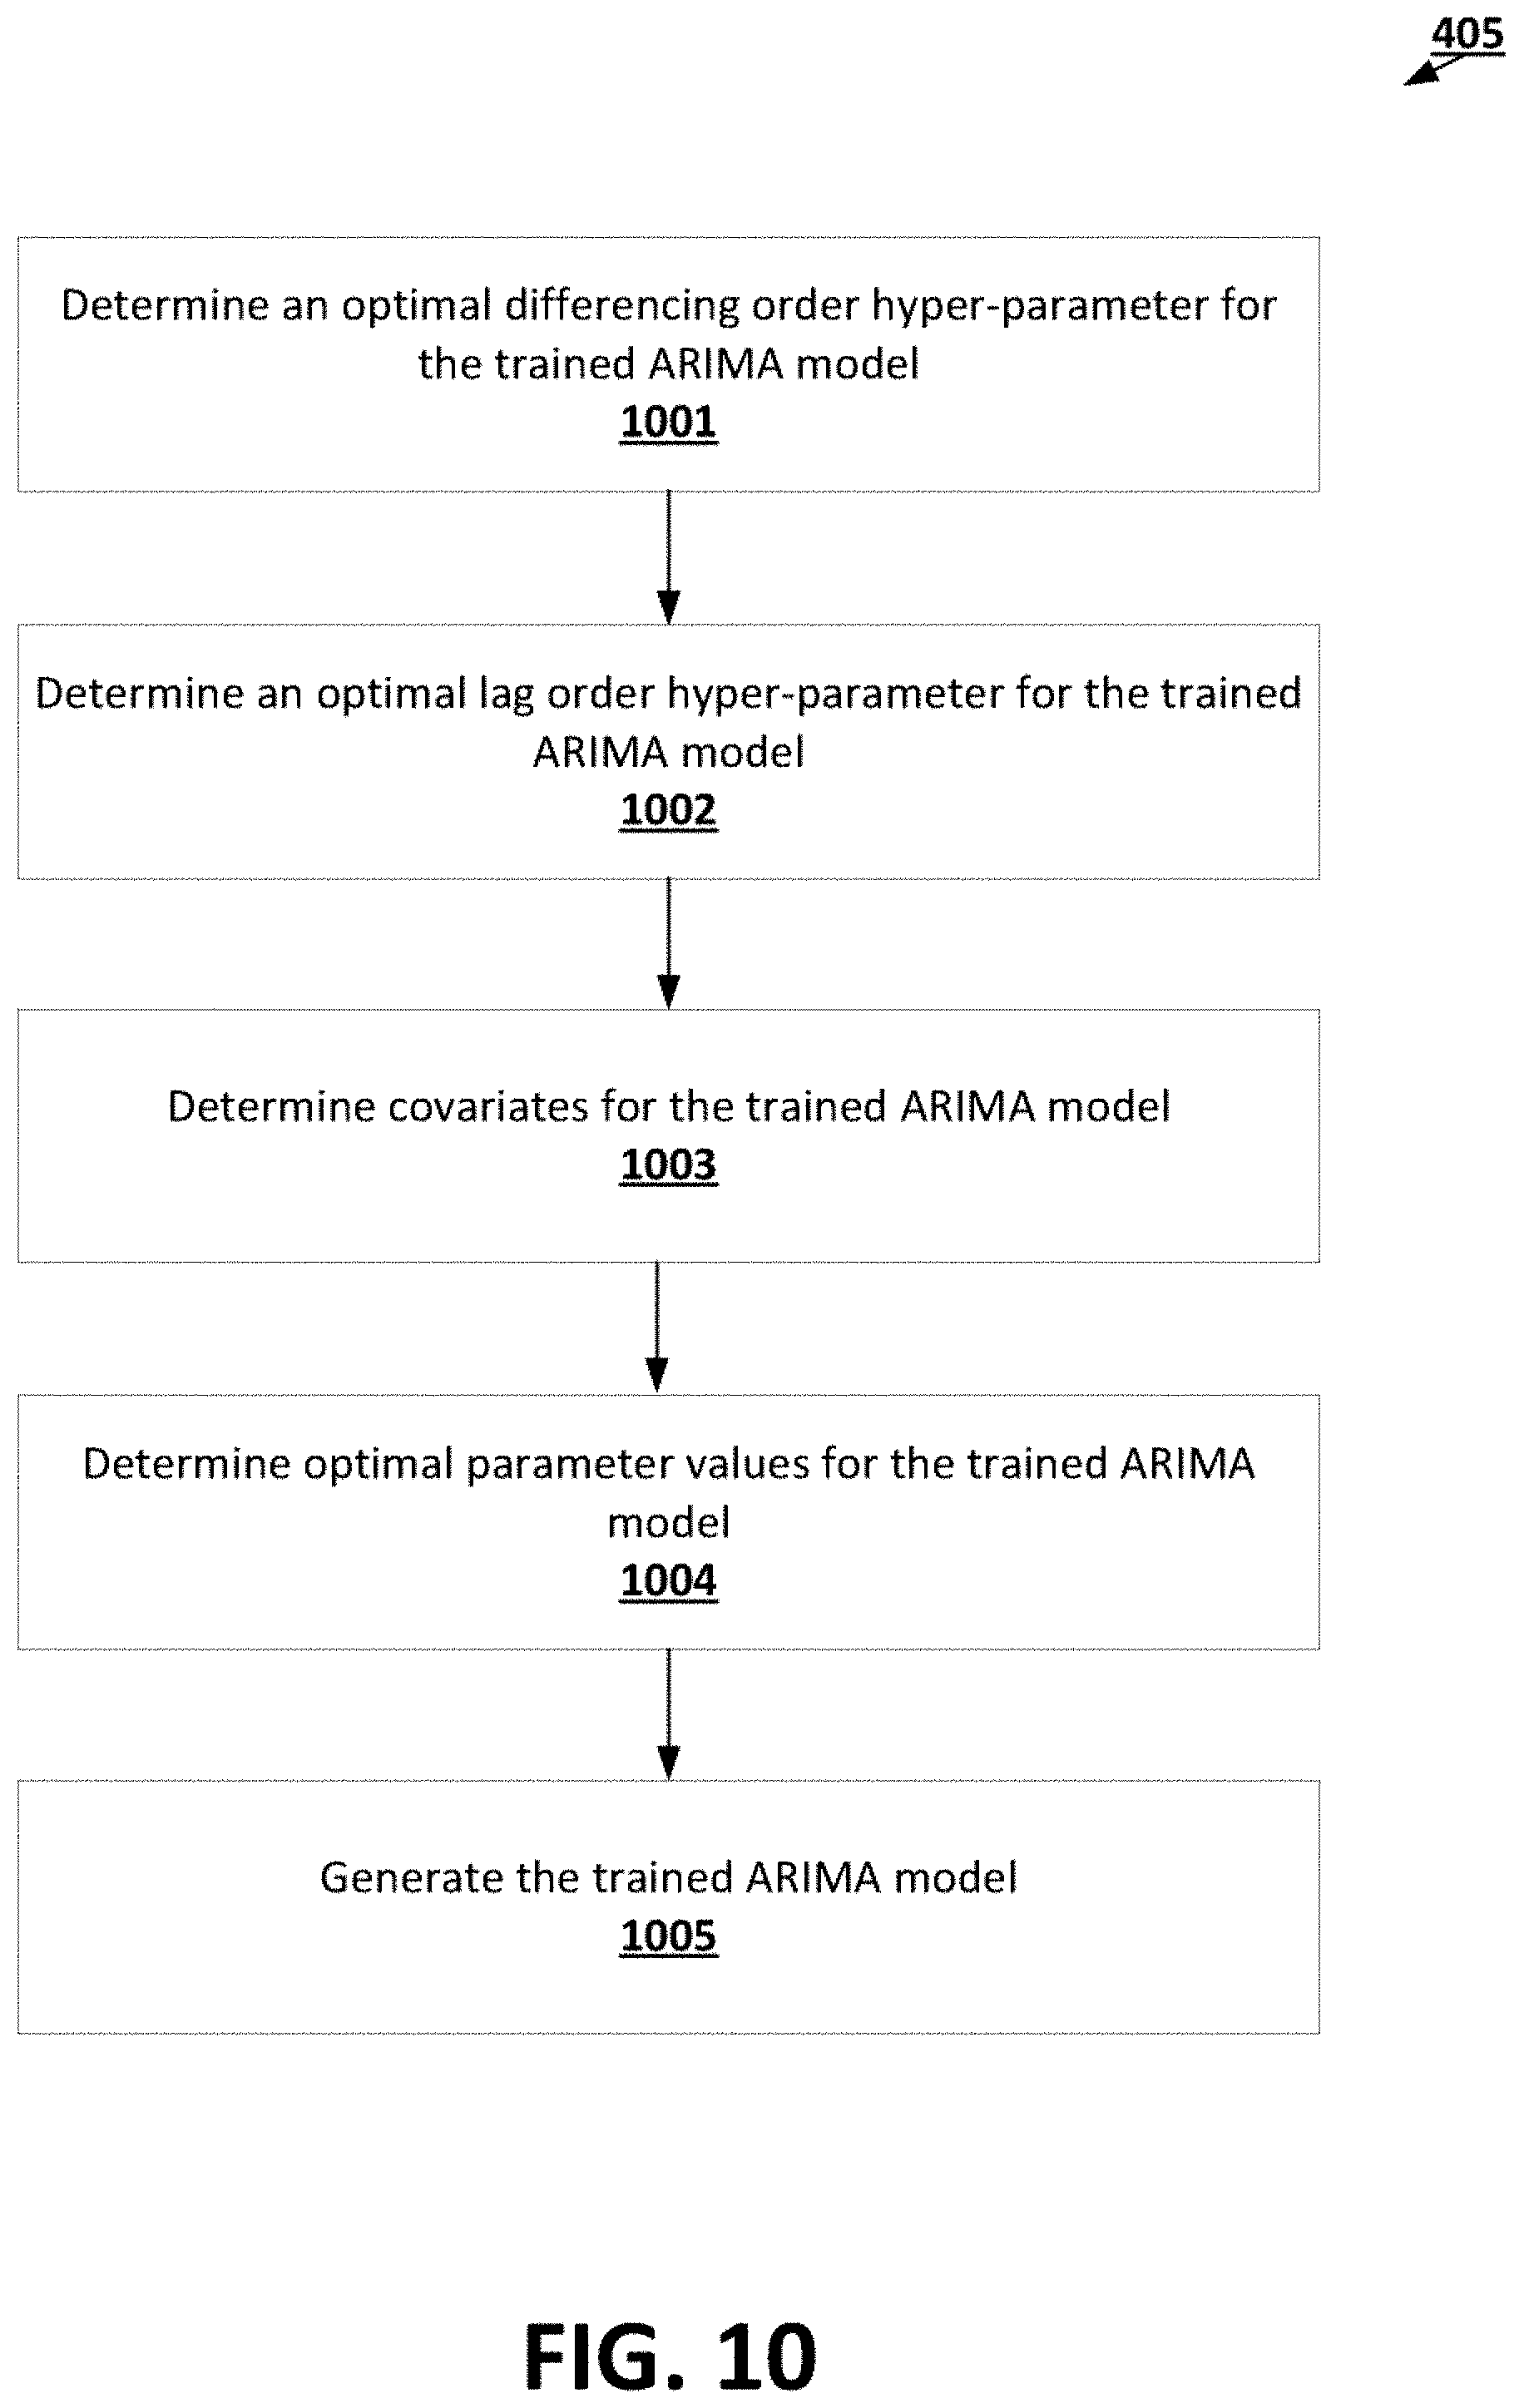 405
Determine an optimal differencing order hyper-parameter for
the trained ARIMA model
1001
Determine an optimal lag order hyper-parameter for the trained
ARIMA model
1002
Determine covariates for the trained ARIMA model
1003
Determine optimal parameter values for the trained ARIMA
model
1004
Generate the trained ARIMA model
1005
FIG. 10